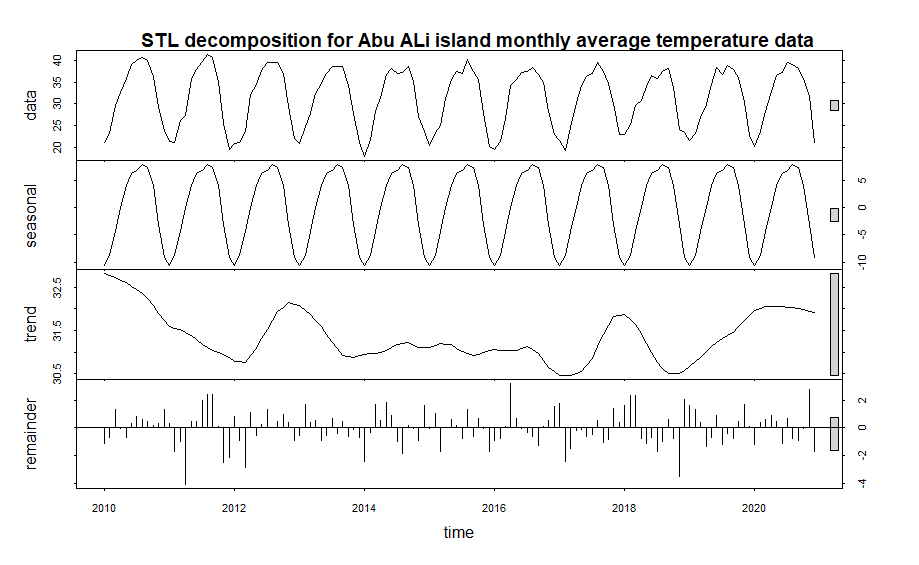 STL decomposition for Abu ALi island monthly average temperature data
data
20 25 30 35 40
seasonal
-10 -5 0 5
trend
30.5 31.5 32.5
remainder
-4 -2 0 2
2010 2012 2014 2016 2018 2020
time